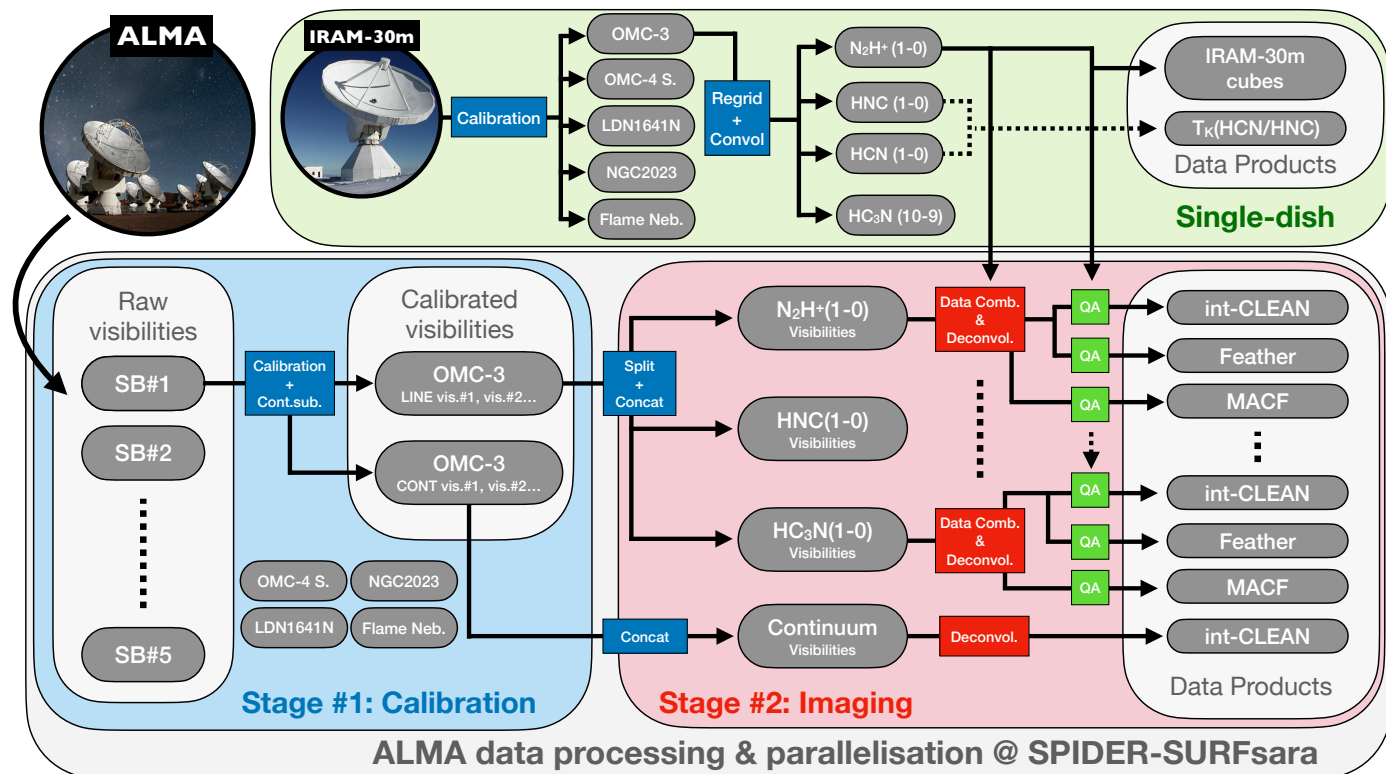 ALMA
IRAM-30m
Calibration
OMC-3
OMC-4 S.
LDN1641N
NGC2023
Flame Neb.
Regrid
+
Convol
N₂H⁺ (1-0)
HNC (1-0)
HCN (1-0)
HC₃N (10-9)
IRAM-30m
cubes
Tₖ(HCN/HNC)
Data Products
Single-dish
Raw
visibilities
SB#1
SB#2
SB#5
Calibration
+
Cont.sub.
Calibrated
visibilities
OMC-3
LINE vis.#1, vis.#2...
OMC-3
CONT vis.#1, vis.#2...
OMC-4 S.
NGC2023
LDN1641N
Flame Neb.
Stage #1: Calibration
Split
+
Concat
Concat
N₂H⁺(1-0)
Visibilities
HNC(1-0)
Visibilities
HC₃N(1-0)
Visibilities
Continuum
Visibilities
Data Comb.
&
Deconvol.
Data Comb.
&
Deconvol.
Deconvol.
QA
QA
QA
QA
QA
QA
int-CLEAN
Feather
MACF
int-CLEAN
Feather
MACF
int-CLEAN
Data Products
Stage #2: Imaging
ALMA data processing & parallelisation @ SPIDER-SURFsara